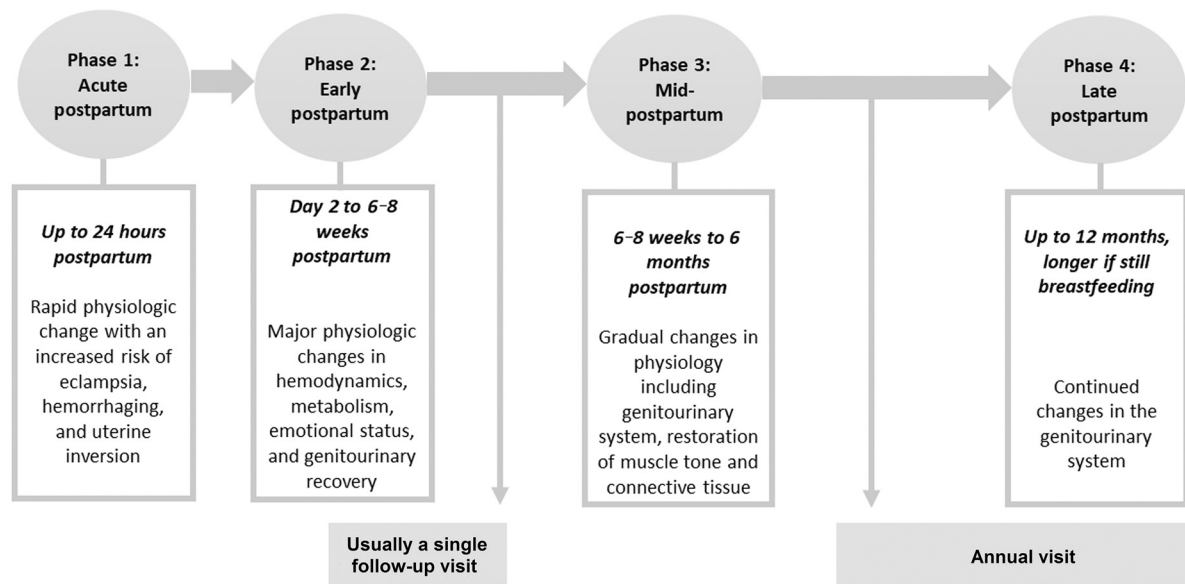 Phase 1:
Acute
postpartum
Phase 2:
Early
postpartum
Phase 3:
Mid-
postpartum
Phase 4:
Late
postpartum
Up to 24 hours
postpartum
Rapid physiologic
change with an
increased risk of
eclampsia,
hemorrhaging,
and uterine
inversion
Day 2 to 6–8
weeks
postpartum
Major physiologic
changes in
hemodynamics,
metabolism,
emotional status,
and genitourinary
recovery
6–8 weeks to 6
months
postpartum
Gradual changes in
physiology
including
genitourinary
system, restoration
of muscle tone and
connective tissue
Up to 12 months,
longer if still
breastfeeding
Continued
changes in the
genitourinary
system
Usually a single
follow-up visit
Annual visit